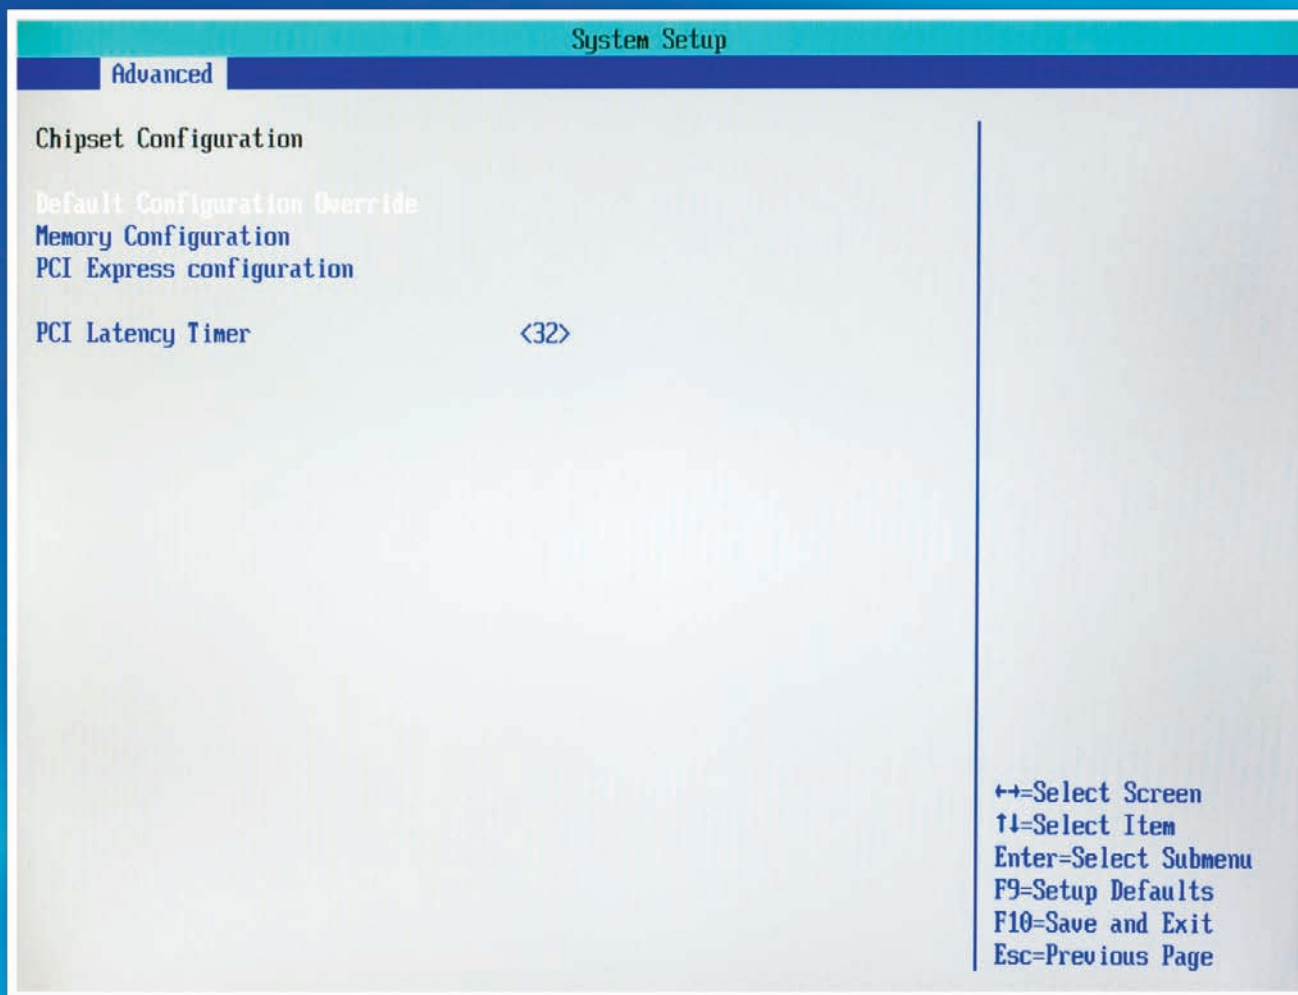 System Setup
Advanced
Chipset Configuration
Default Configuration Override
Memory Configuration
PCI Express configuration
PCI Latency Timer <32>
←→=Select Screen
↑↓=Select Item
Enter=Select Submenu
F9=Setup Defaults
F10=Save and Exit
Esc=Previous Page